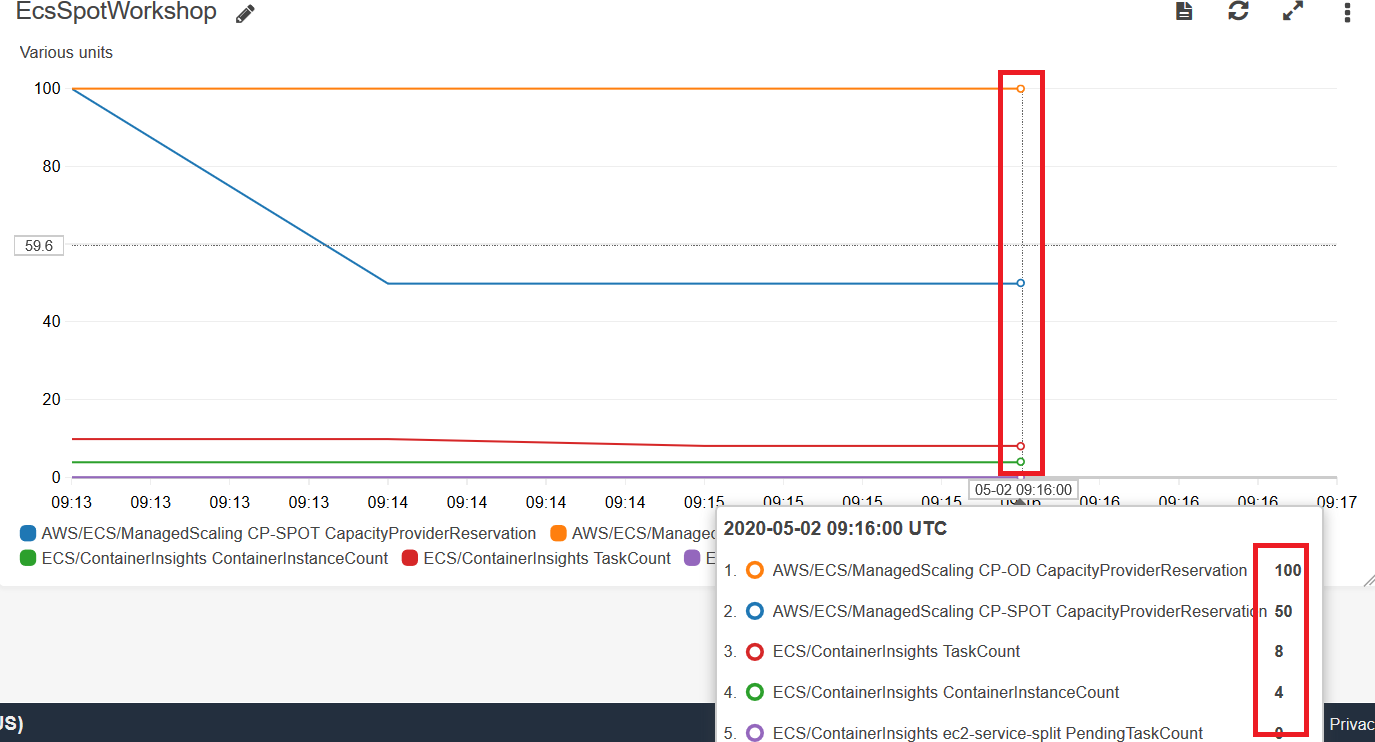 EcsSpotWorkshop
Various units
100
80
59.6
40
20
0
09:13 09:13 09:13 09:13 09:14 09:14 09:14 09:14 09:15 09:15 09:15 09:15 09:16 09:16 09:16 09:16 09:17
05-02 09:16:00
AWS/ECS/ManagedScaling CP-SPOT CapacityProviderReservation AWS/ECS/Manage
ECS/ContainerInsights ContainerInstanceCount ECS/ContainerInsights TaskCount E
2020-05-02 09:16:00 UTC
1. AWS/ECS/ManagedScaling CP-OD CapacityProviderReservation 100
2. AWS/ECS/ManagedScaling CP-SPOT CapacityProviderReservation 50
3. ECS/ContainerInsights TaskCount 8
4. ECS/ContainerInsights ContainerInstanceCount 4
5. ECS/ContainerInsights ec2-service-split PendingTaskCount 0
US)
Privac